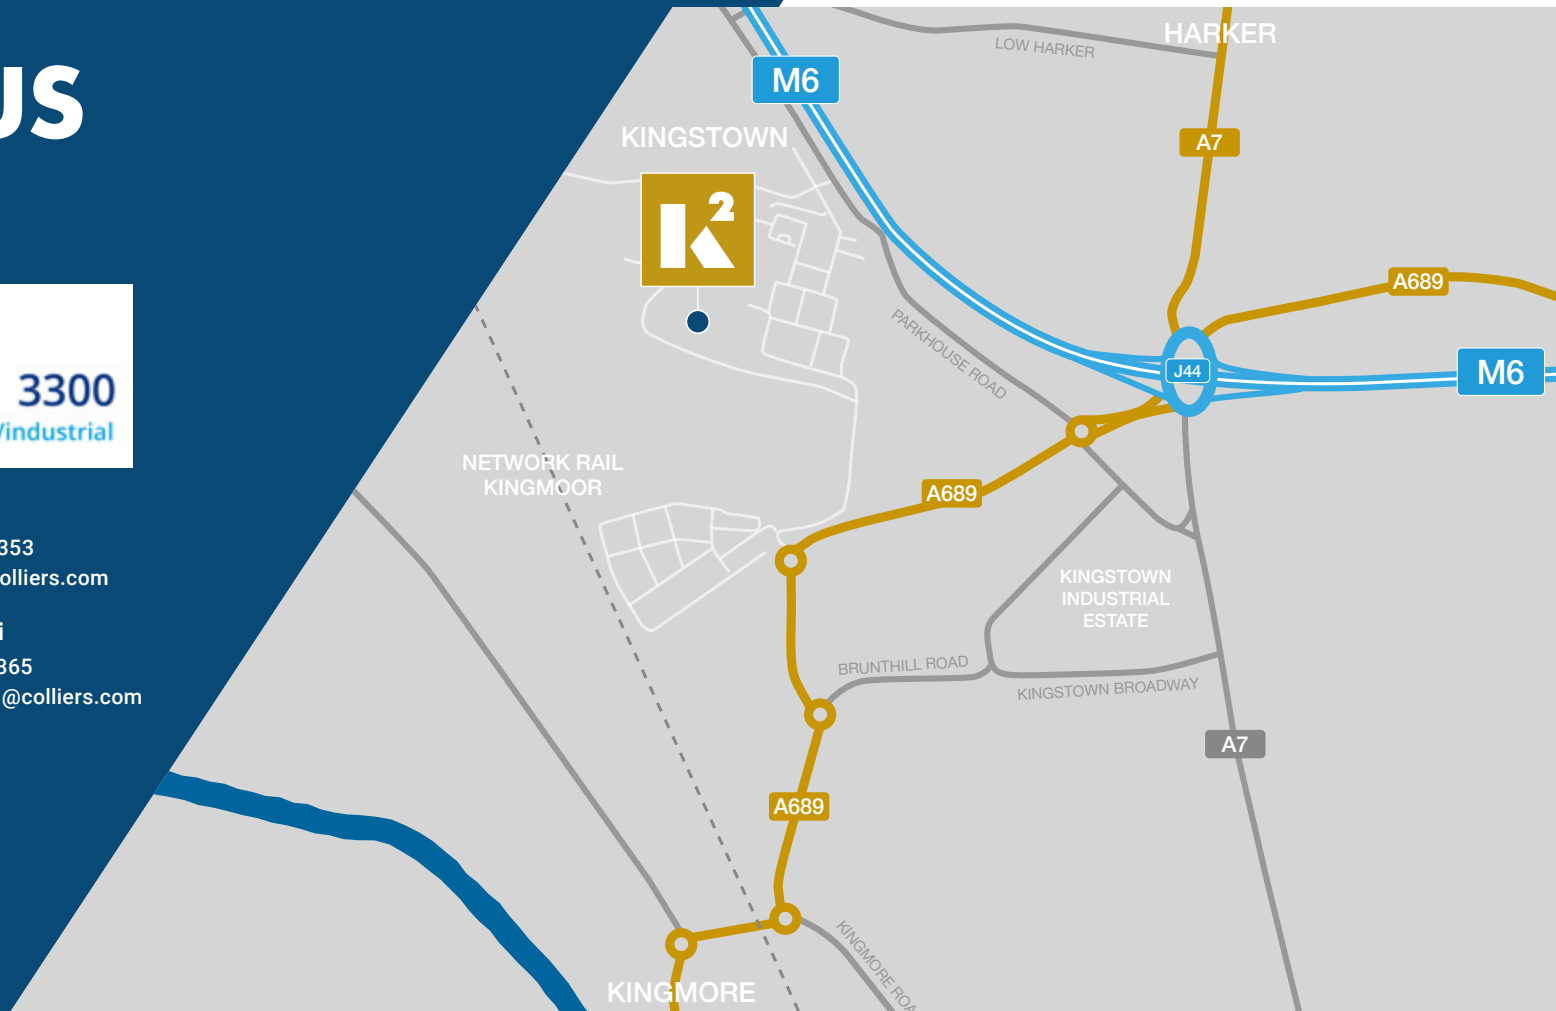 US
3300
/industrial
353
olliers.com
i
365
@colliers.com
HARKER
LOW HARKER
M6
KINGSTOWN
A7
K2
A689
PARKHOUSE ROAD
J44
M6
NETWORK RAIL
KINGMOOR
A689
KINGSTOWN
INDUSTRIAL
ESTATE
BRUNTHILL ROAD
KINGSTOWN BROADWAY
A7
A689
KINGMORE ROA
KINGMORE